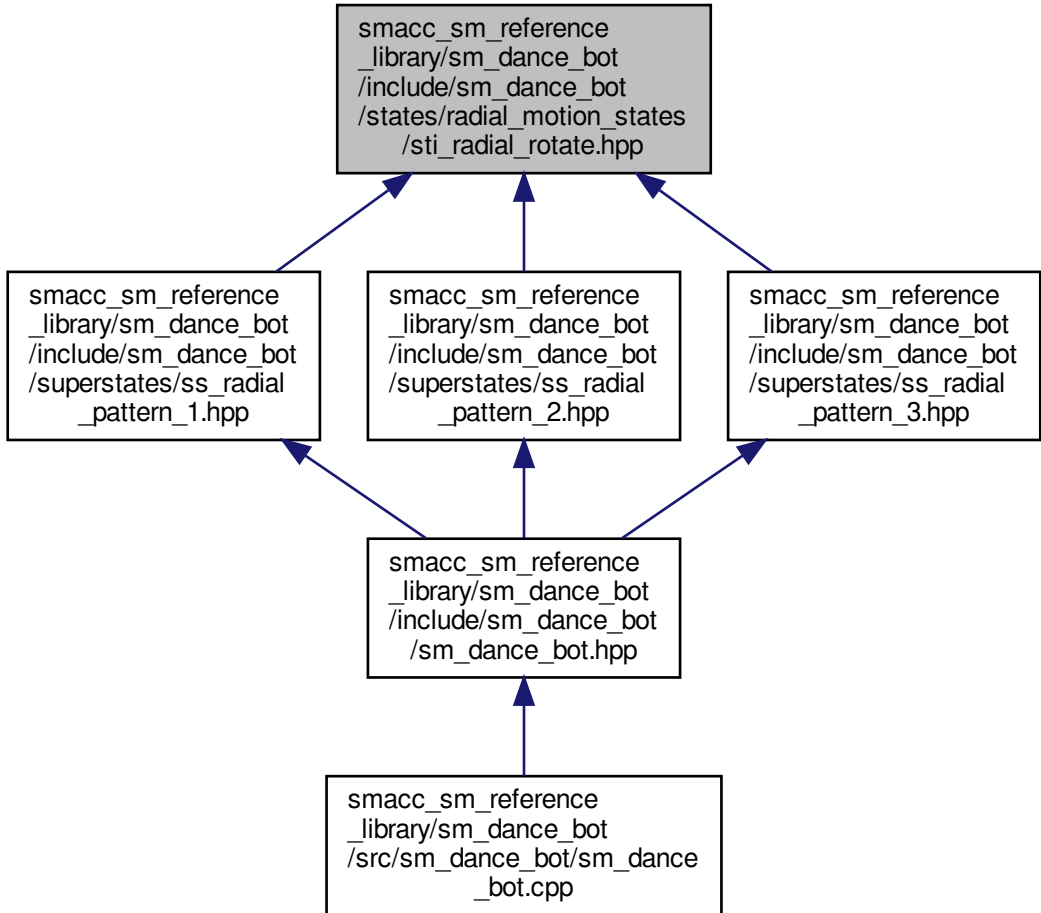 smacc_sm_reference
_library/sm_dance_bot
/include/sm_dance_bot
/states/radial_motion_states
/sti_radial_rotate.hpp
smacc_sm_reference
_library/sm_dance_bot
/include/sm_dance_bot
/superstates/ss_radial
_pattern_1.hpp
smacc_sm_reference
_library/sm_dance_bot
/include/sm_dance_bot
/superstates/ss_radial
_pattern_2.hpp
smacc_sm_reference
_library/sm_dance_bot
/include/sm_dance_bot
/superstates/ss_radial
_pattern_3.hpp
smacc_sm_reference
_library/sm_dance_bot
/include/sm_dance_bot
/sm_dance_bot.hpp
smacc_sm_reference
_library/sm_dance_bot
/src/sm_dance_bot/sm_dance
_bot.cpp